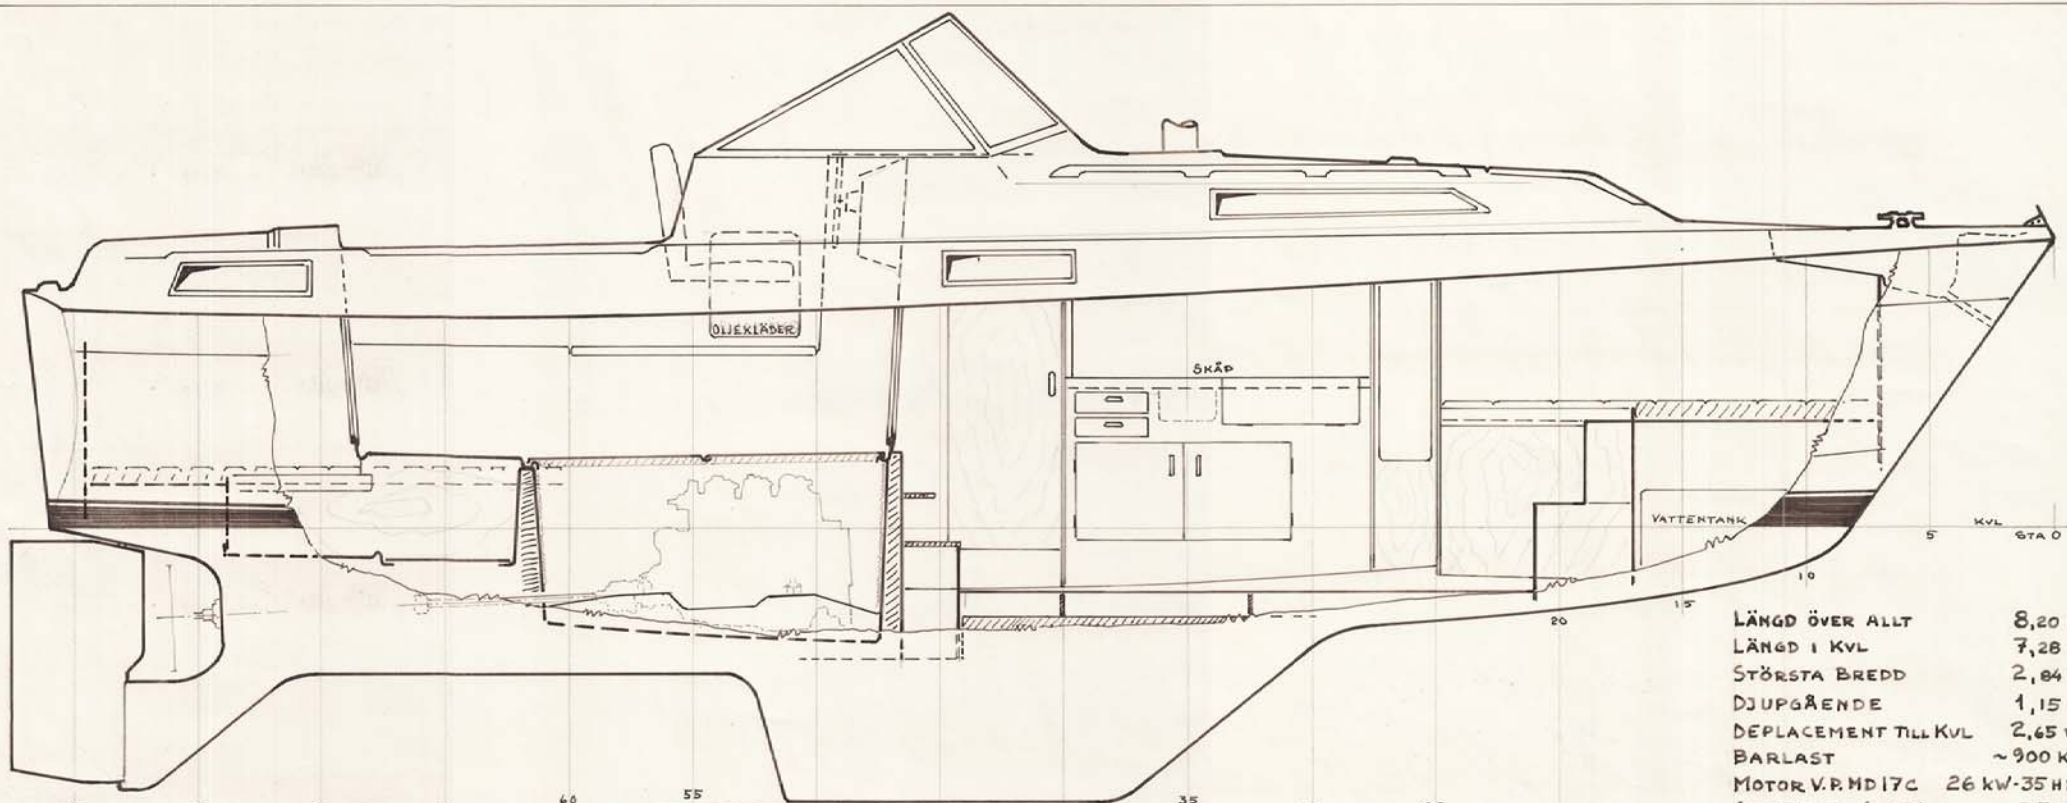 OLJEKLÄDER
SKÅP
VATTENTANK
5 KVL STA 0
10
15
20
60 55 35
LÄNGD ÖVER ALLT 8,20
LÄNGD I KVL 7,28
STÖRSTA BREDD 2,84
DJUPGÅENDE 1,15
DEPLACEMENT TILL KVL 2,65
BARLAST ~900 K
MOTOR V.P. MD17C 26 kW-35 H